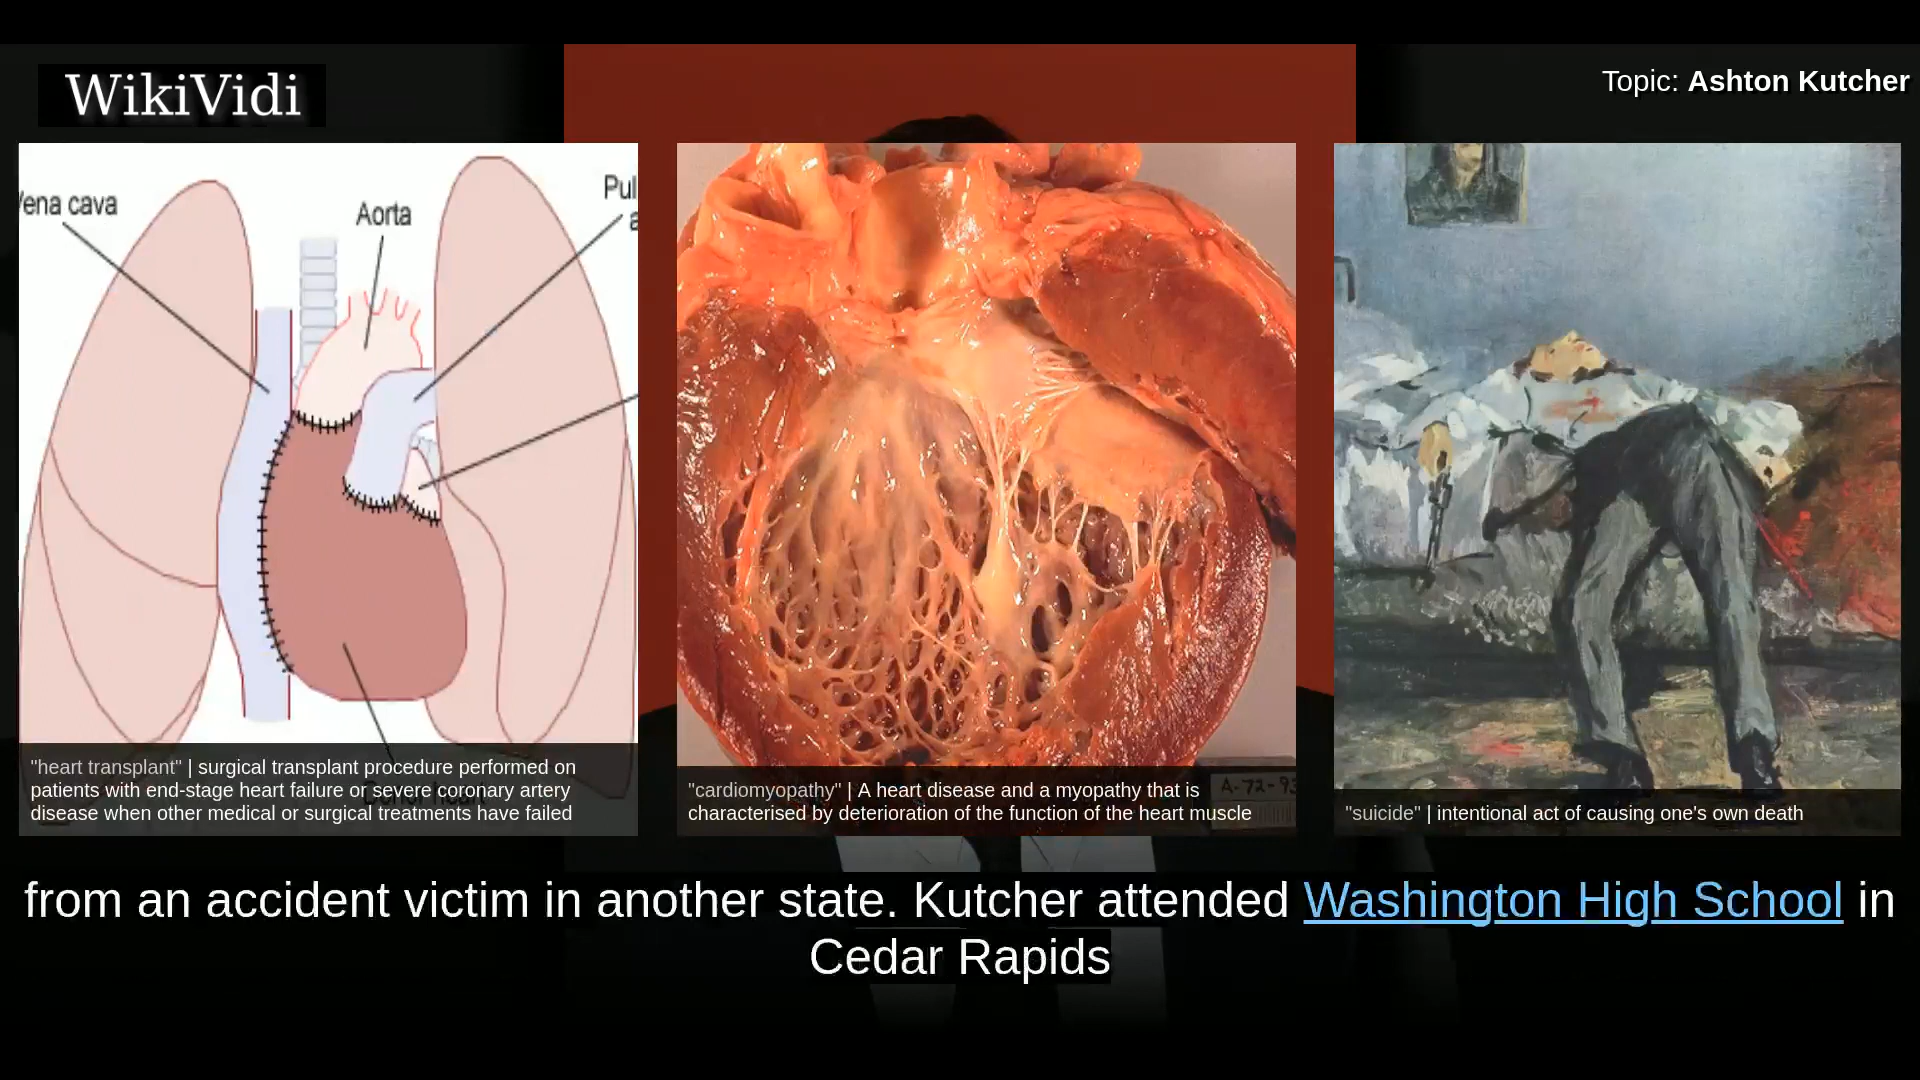 WikiVidi
Topic: Ashton Kutcher
Vena cava
Aorta
Pul
a
"heart transplant" | surgical transplant procedure performed on
patients with end-stage heart failure or severe coronary artery
disease when other medical or surgical treatments have failed
Donor heart
A-72-93
"cardiomyopathy" | A heart disease and a myopathy that is
characterised by deterioration of the function of the heart muscle
"suicide" | intentional act of causing one's own death
from an accident victim in another state. Kutcher attended Washington High School in
Cedar Rapids